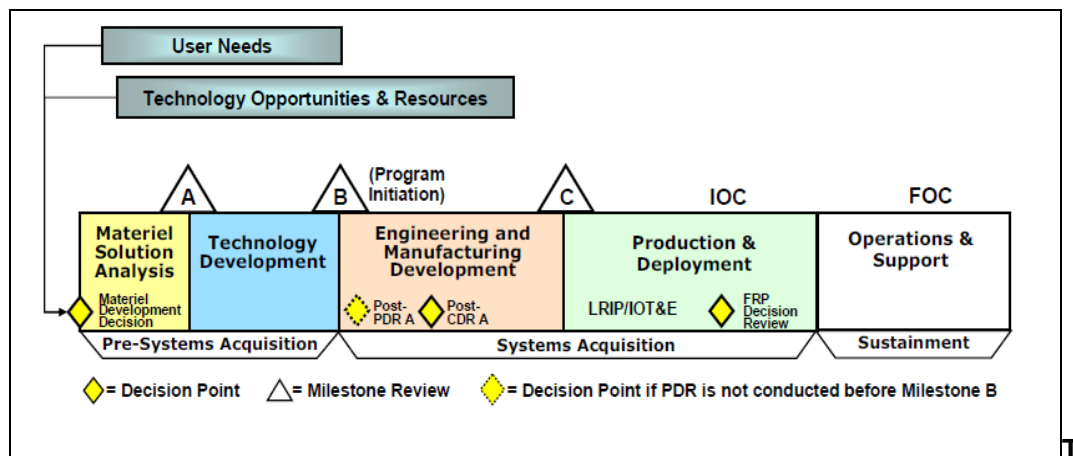 User Needs
Technology Opportunities & Resources
A
B
(Program
Initiation)
C
IOC
FOC
Materiel
Solution
Analysis
Technology
Development
Engineering and
Manufacturing
Development
Production &
Deployment
Operations &
Support
Materiel
Development
Decision
Post-
PDR A
Post-
CDR A
LRIP/IOT&E
FRP
Decision
Review
Pre-Systems Acquisition
Systems Acquisition
Sustainment
= Decision Point
= Milestone Review
= Decision Point if PDR is not conducted before Milestone B